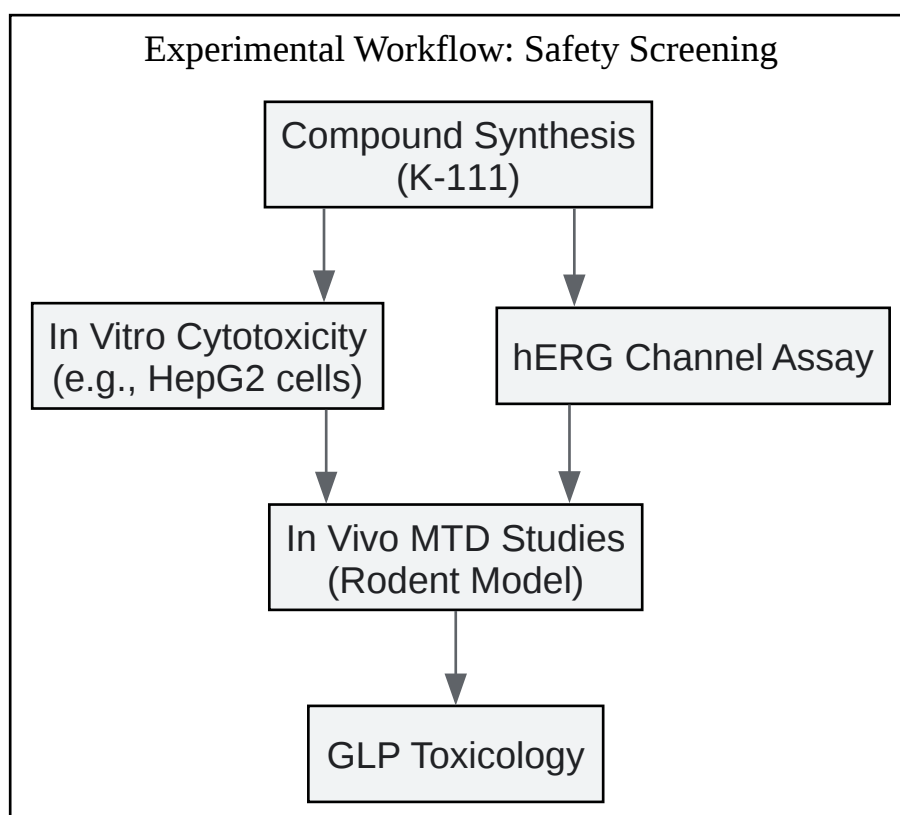 Experimental Workflow: Safety Screening
Compound Synthesis
(K-111)
In Vitro Cytotoxicity
(e.g., HepG2 cells)
hERG Channel Assay
In Vivo MTD Studies
(Rodent Model)
GLP Toxicology